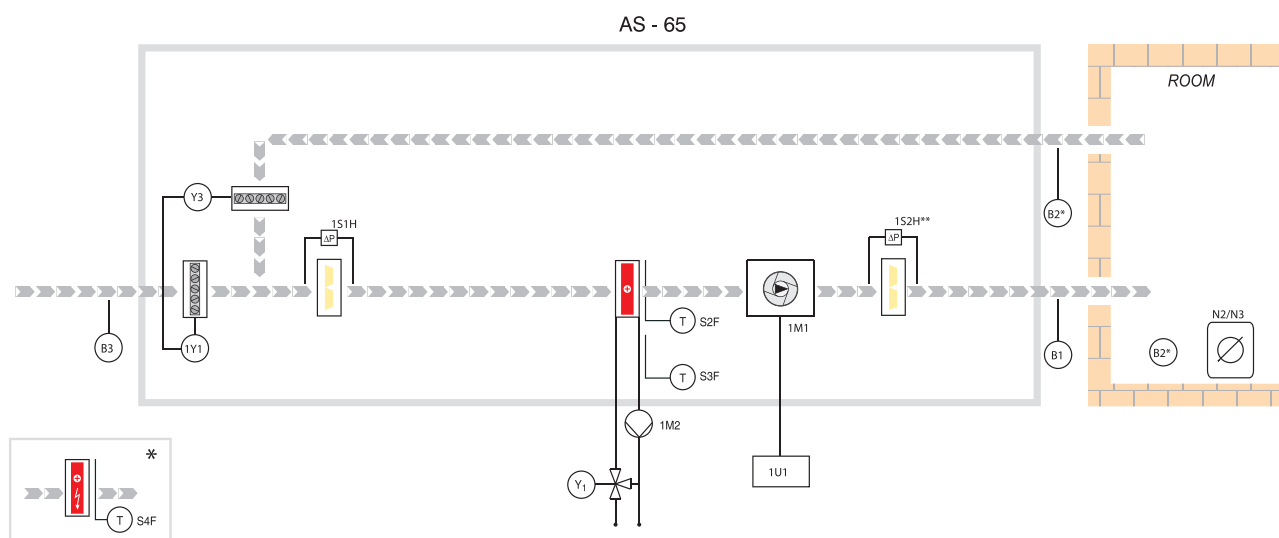 AS - 65
ROOM
Y3
B2*
1S1H
ΔP
1S2H**
ΔP
B3
1Y1
T
S2F
1M1
B1
B2*
N2/N3
T
S3F
1M2
*
1U1
Y1
T
S4F